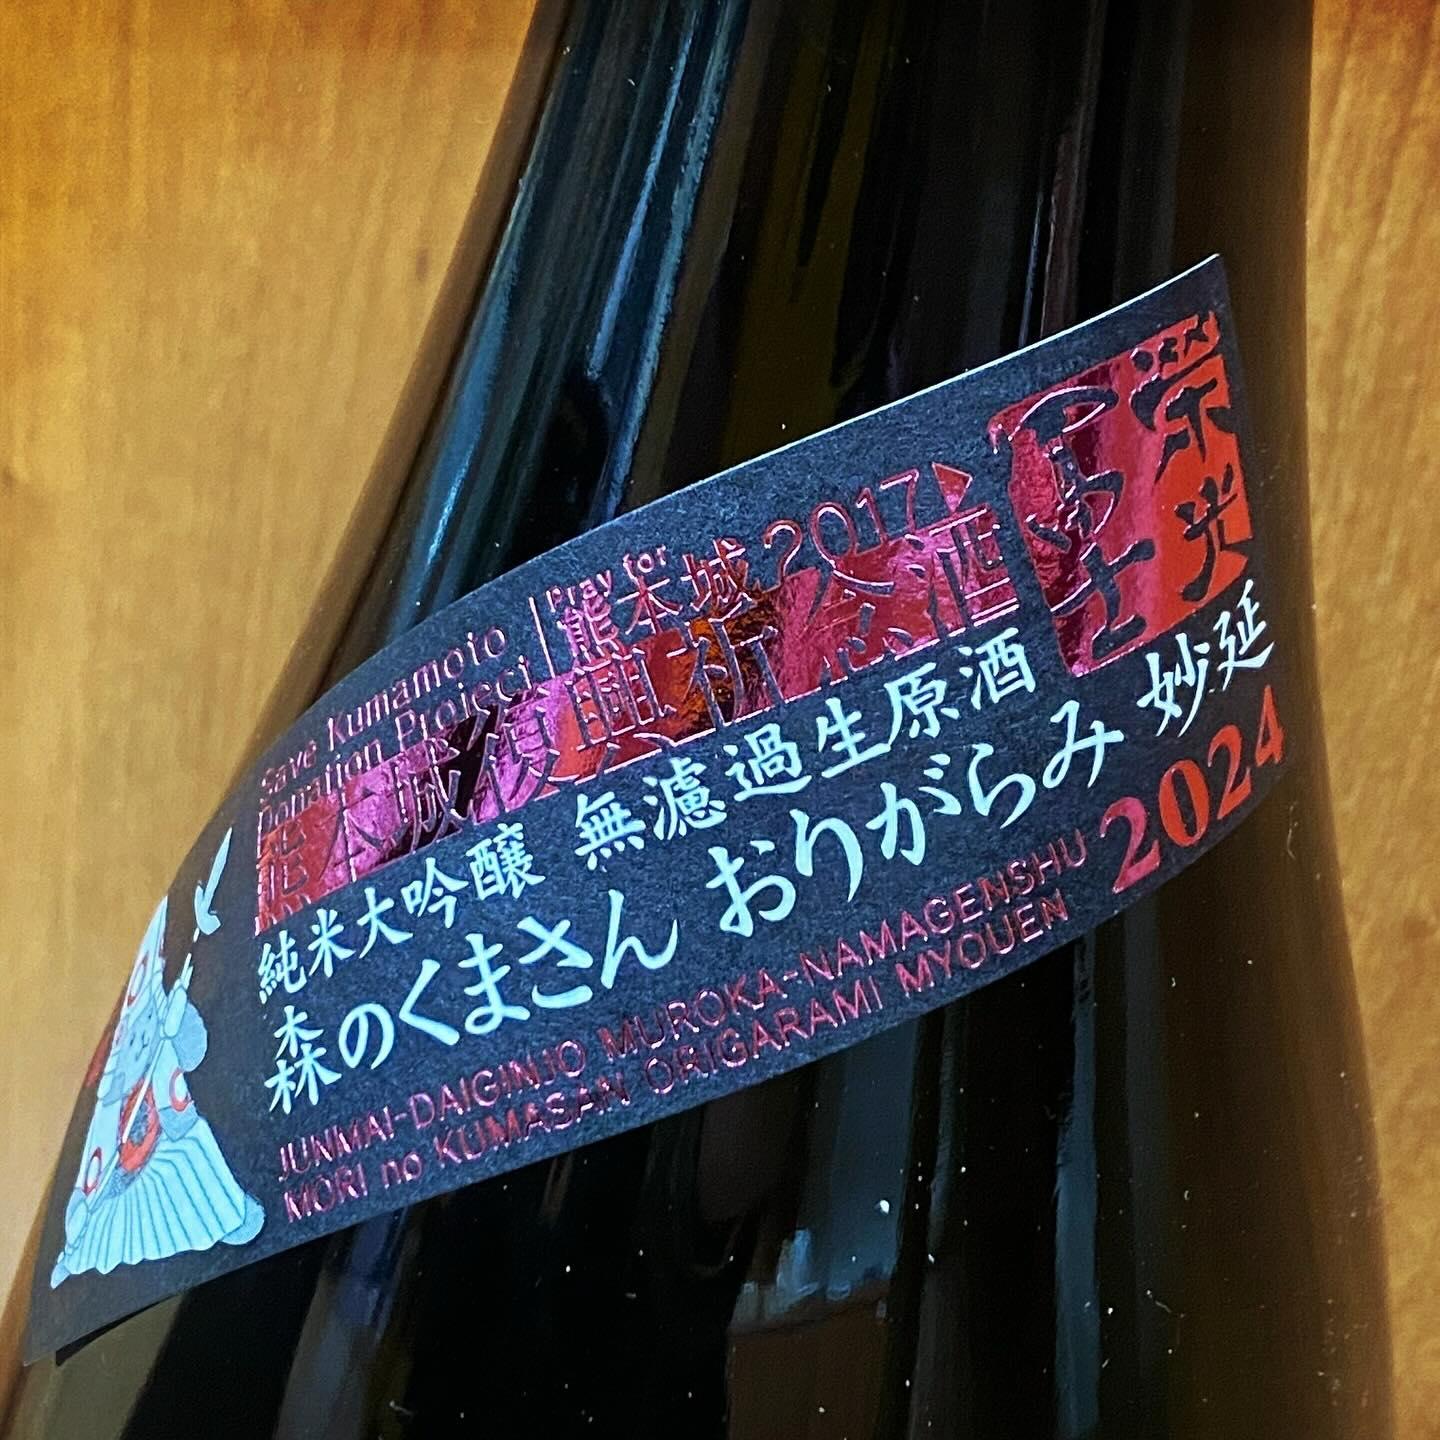 Save Kumamoto
Donation Project
Pray for
熊本城2017
熊本城復興祈念酒
純米大吟醸 無濾過生原酒
森のくまさん おりがらみ 妙延
JUNMAI-DAIGINJO MUROKA-NAMAGENSHU
MORI no KUMASAN ORIGARAMI MYOUEN
2024
栄光
冨士